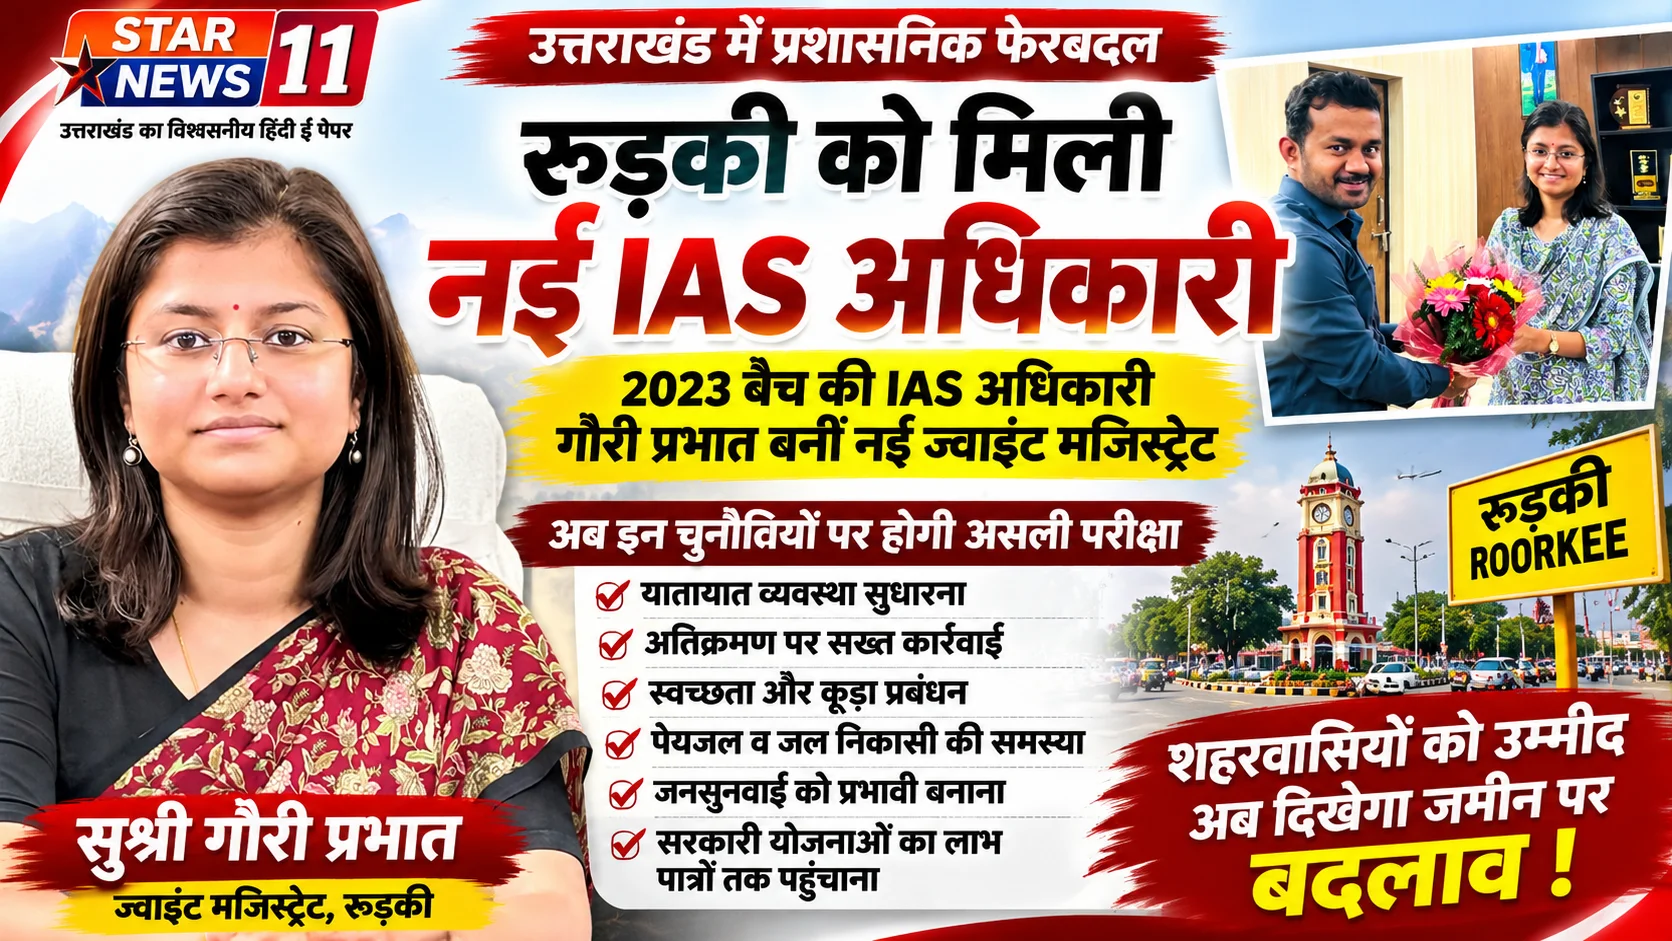 STAR
NEWS 11
उत्तराखंड का विश्वसनीय हिंदी ई पेपर
उत्तराखंड में प्रशासनिक फेरबदल
रूड़की को मिली
नई IAS अधिकारी
2023 बैच की IAS अधिकारी
गौरी प्रभात बनीं नई ज्वाइंट मजिस्ट्रेट
अब इन चुनौतियों पर होगी असली परीक्षा
यातायात व्यवस्था सुधारना
अतिक्रमण पर सख्त कार्रवाई
स्वच्छता और कूड़ा प्रबंधन
पेयजल व जल निकासी की समस्या
जनसुनवाई को प्रभावी बनाना
सरकारी योजनाओं का लाभ
पात्रों तक पहुंचाना
रूड़की
ROORKEE
शहरवासियों को उम्मीद
अब दिखेगा जमीन पर
बदलाव !
सुश्री गौरी प्रभात
ज्वाइंट मजिस्ट्रेट, रूड़की